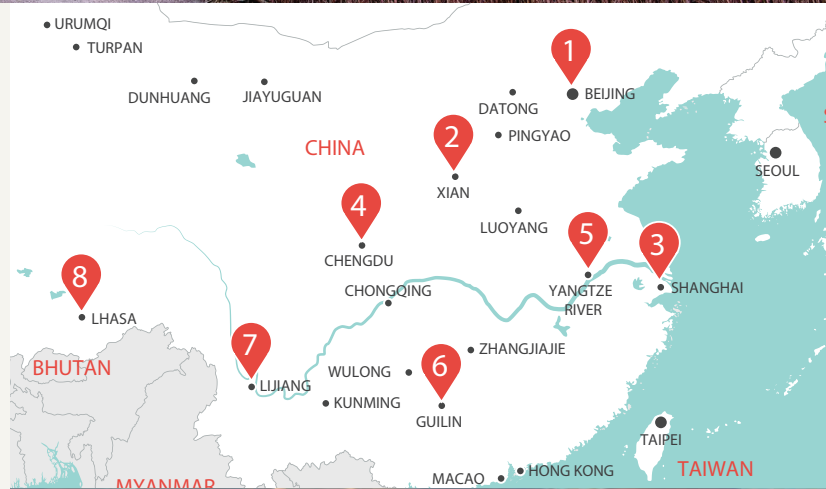 URUMQI
TURPAN
DUNHUANG
JIAYUGUAN
1
BEIJING
DATONG
2
PINGYAO
CHINA
SEOUL
XIAN
4
LUOYANG
5
3
CHENGDU
8
CHONGQING
YANGTZE
RIVER
SHANGHAI
LHASA
7
ZHANGJIAJIE
BHUTAN
WULONG
6
LIJIANG
KUNMING
GUILIN
TAIPEI
TAIWAN
HONG KONG
MACAO
MYANMAR